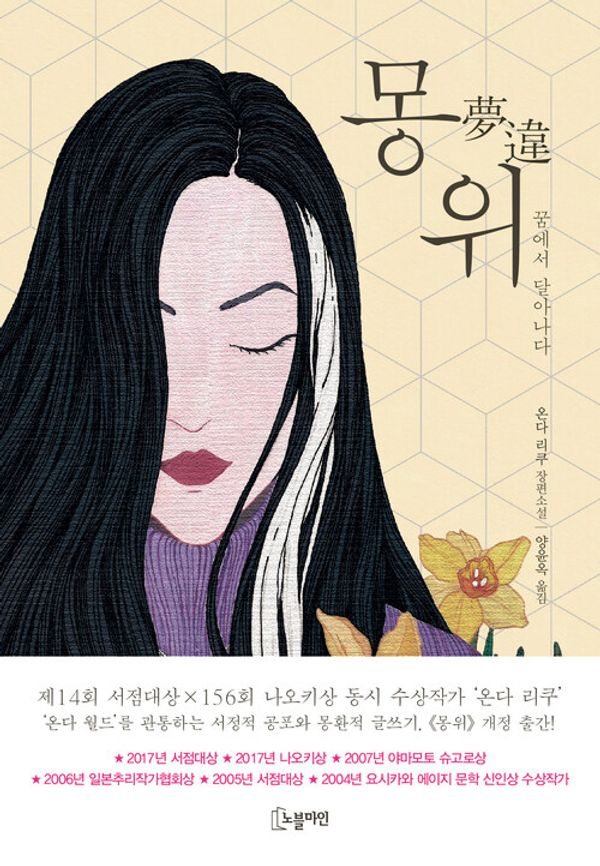 몽위
夢違
꿈에서 달아나다
온다 리쿠 장편소설 | 양윤옥 옮김
제14회 서점대상×156회 나오키상 동시 수상작가 ‘온다 리쿠’
‘온다 월드’를 관통하는 서정적 공포와 몽환적 글쓰기, 《몽위》 개정 출간!
★ 2017년 서점대상 ★ 2017년 나오키상 ★ 2007년 야마모토 슈고로상
★ 2006년 일본추리작가협회상 ★ 2005년 서점대상 ★ 2004년 요시카와 에이지 문학 신인상 수상작가
노블마인